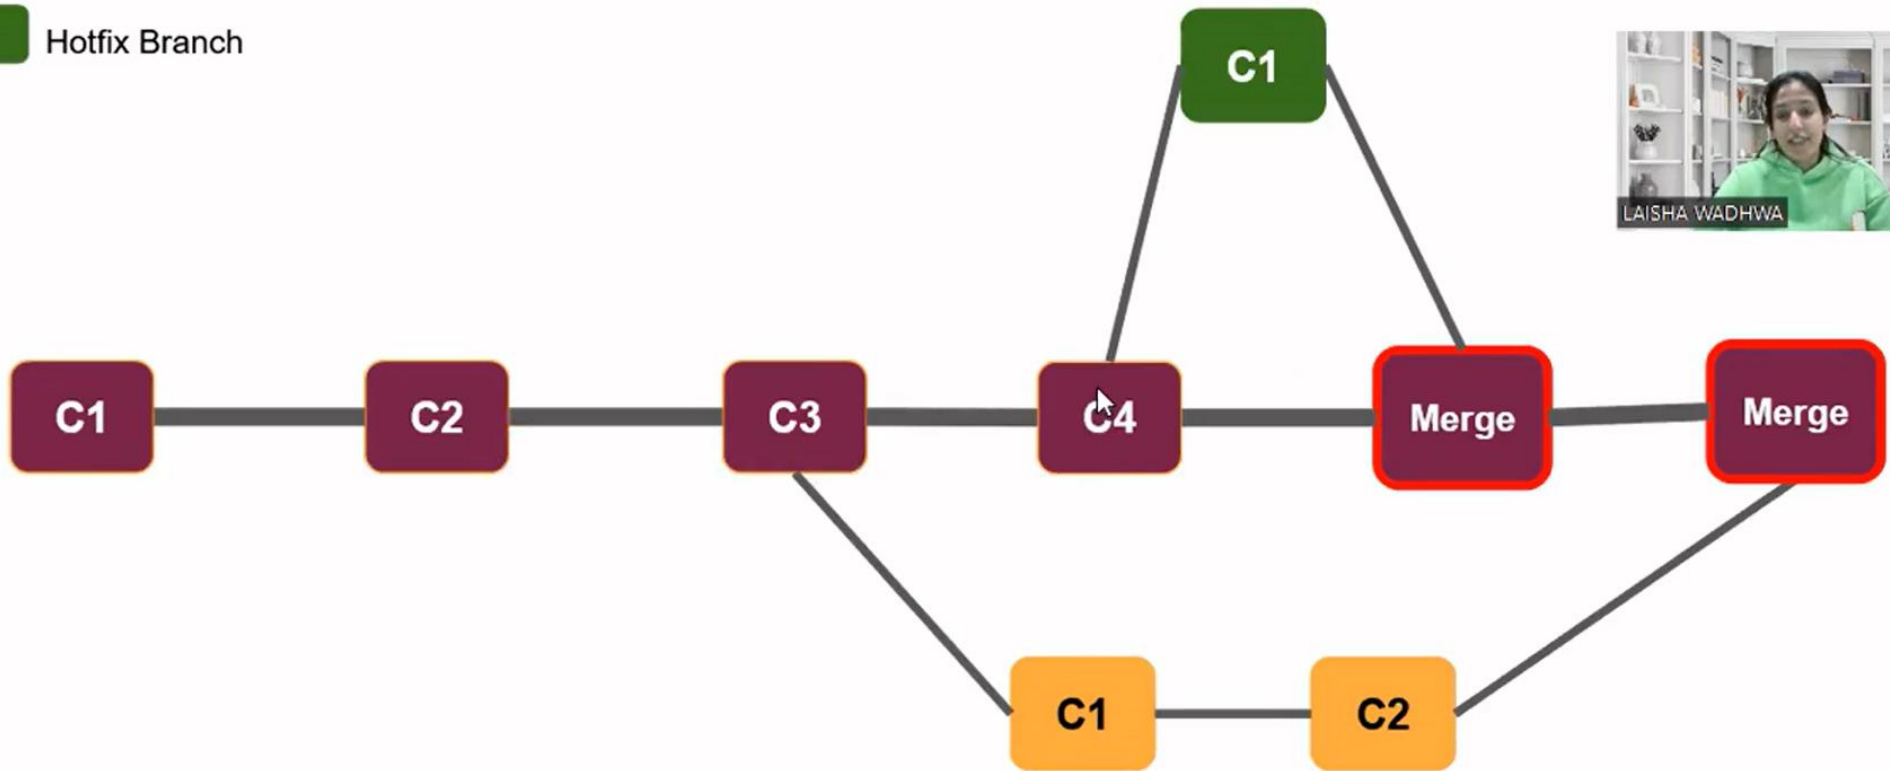 Hotfix Branch
C1
LAISHA WADHWA
C1
C2
C3
C4
Merge
Merge
C1
C2